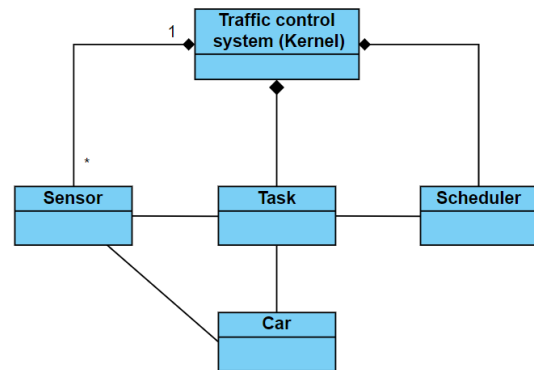 Traffic control
system (Kernel)
1
*
Sensor
Task
Scheduler
Car